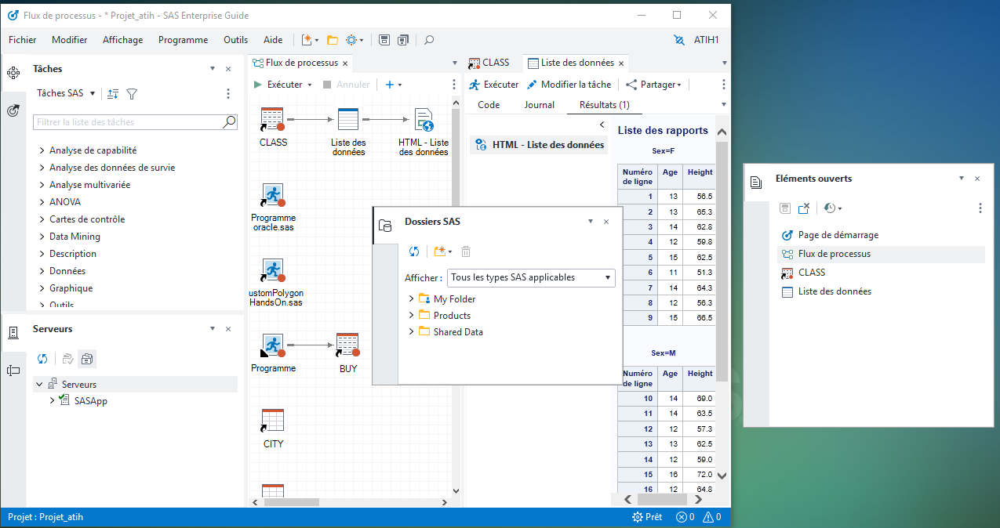 Flux de processus - * Projet_atih - SAS Enterprise Guide
Fichier Modifier Affichage Programme Outils Aide ATIH1
Tâches
Tâches SAS
Filtrer la liste des tâches
Analyse de capabilité
Analyse des données de survie
Analyse multivariée
ANOVA
Cartes de contrôle
Data Mining
Description
Données
Graphique
Outils
Serveurs
Serveurs
SASApp
Flux de processus
Exécuter Annuler
CLASS
Liste des
données
HTML - Liste
des données
Programme
oracle.sas
ustomPolygon
HandsOn.sas
Programme
BUY
CITY
CLASS Liste des données
Exécuter Modifier la tâche Partager
Code Journal Résultats (1)
HTML - Liste des données
Liste des rapports
Sex=F
Numéro
de ligne Age Height
1 13 56.5
2 13 65.3
3 14 62.8
4 12 59.8
5 15 62.5
6 11 51.3
7 14 64.3
8 12 56.3
9 15 66.5
Sex=M
Numéro
de ligne Age Height
10 14 69.0
11 14 63.5
12 12 57.3
13 13 62.5
14 12 59.0
15 16 72.0
16 12 64.8
Dossiers SAS
Afficher : Tous les types SAS applicables
My Folder
Products
Shared Data
Eléments ouverts
Page de démarrage
Flux de processus
CLASS
Liste des données
Projet : Projet_atih Prêt 0 0